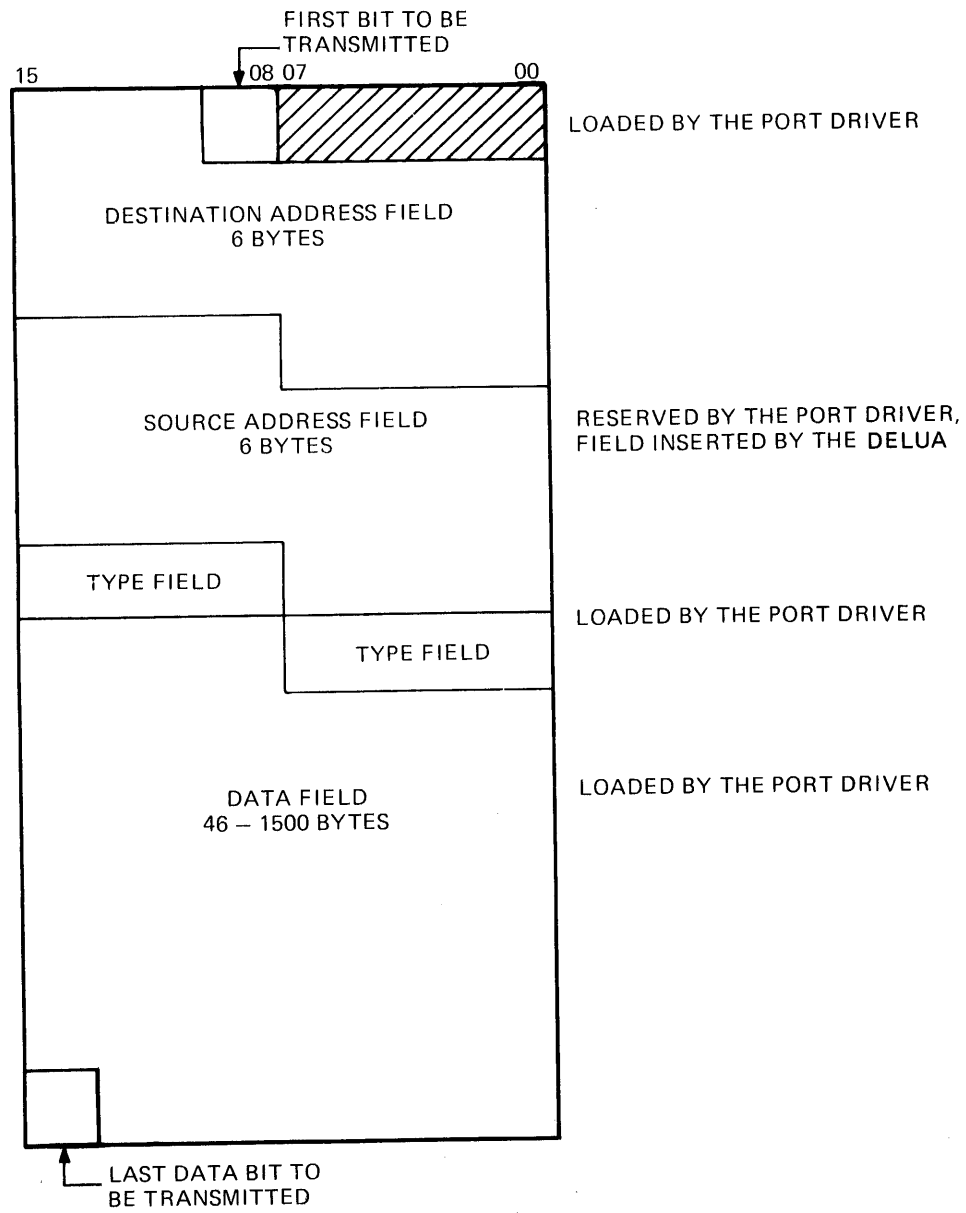 FIRST BIT TO BE
TRANSMITTED
15
08 07
00
LOADED BY THE PORT DRIVER
DESTINATION ADDRESS FIELD
6 BYTES
SOURCE ADDRESS FIELD
6 BYTES
RESERVED BY THE PORT DRIVER,
FIELD INSERTED BY THE DELUA
TYPE FIELD
LOADED BY THE PORT DRIVER
TYPE FIELD
DATA FIELD
46 – 1500 BYTES
LOADED BY THE PORT DRIVER
LAST DATA BIT TO
BE TRANSMITTED